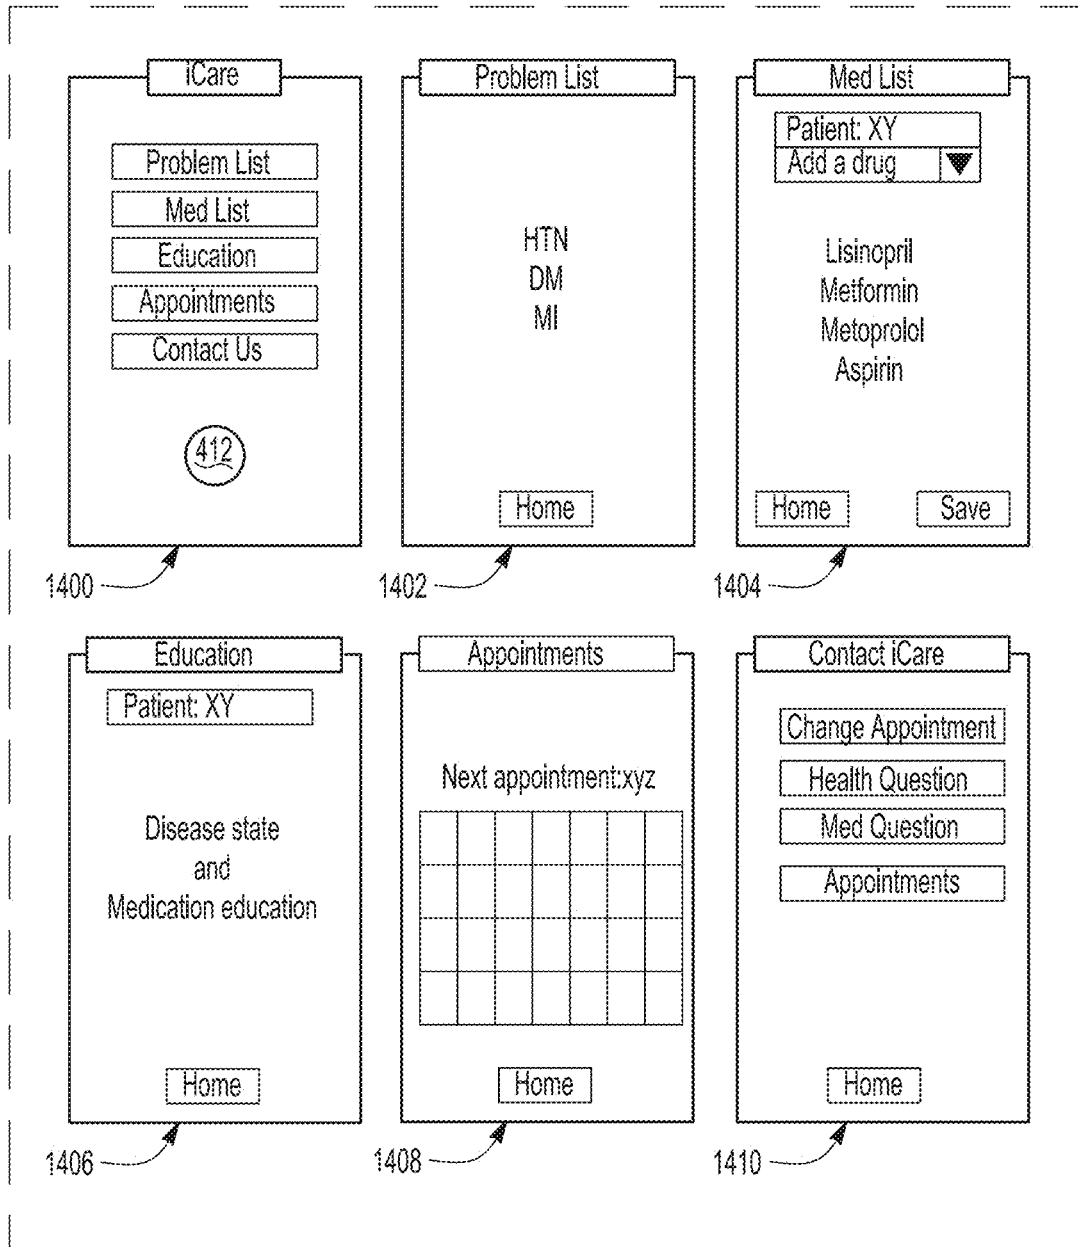 iCare
Problem List
Med List
Education
Appointments
Contact Us
412
1400
Problem List
HTN
DM
MI
Home
1402
Med List
Patient: XY
Add a drug
Lisinopril
Metformin
Metoprolol
Aspirin
Home
Save
1404
Education
Patient: XY
Disease state
and
Medication education
Home
1406
Appointments
Next appointment:xyz
Home
1408
Contact iCare
Change Appointment
Health Question
Med Question
Appointments
Home
1410